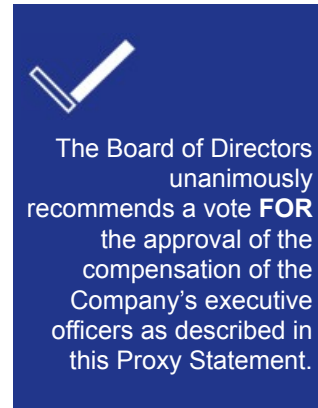 The Board of Directors
unanimously
recommends a vote FOR
the approval of the
compensation of the
Company’s executive
officers as described in
this Proxy Statement.